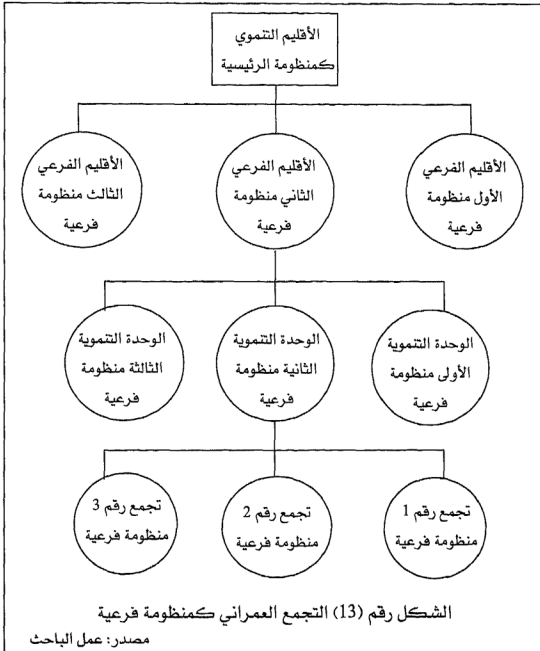 الأقليم التنموي
كمنظومة الرئيسية
الأقليم الفرعي
الأول منظومة
فرعية
الأقليم الفرعي
الثاني منظومة
فرعية
الأقليم الفرعي
الثالث منظومة
فرعية
الوحدة التنموية
الأولى منظومة
فرعية
الوحدة التنموية
الثانية منظومة
فرعية
الوحدة التنموية
الثالثة منظومة
فرعية
تجمع رقم 1
منظومة فرعية
تجمع رقم 2
منظومة فرعية
تجمع رقم 3
منظومة فرعية
الشكل رقم (13) التجمع العمراني كمنظومة فرعية
مصدر: عمل الباحث